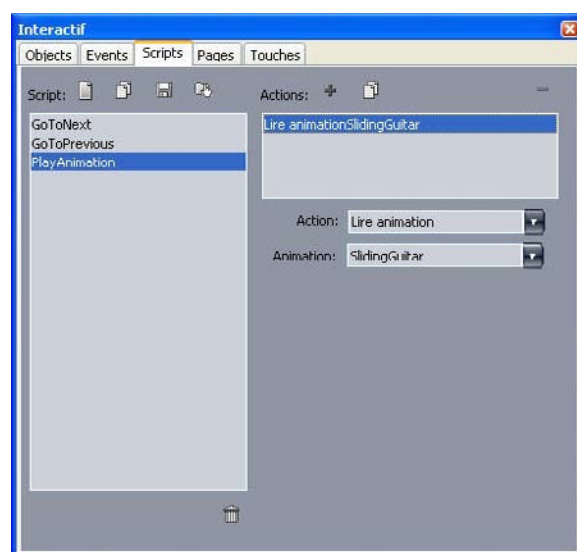 Interactif
Objects Events Scripts Pages Touches
Script:
Actions:
GoToNext
GoToPrevious
PlayAnimation
Lire animationSlidingGuitar
Action: Lire animation
Animation: SlidingGuitar